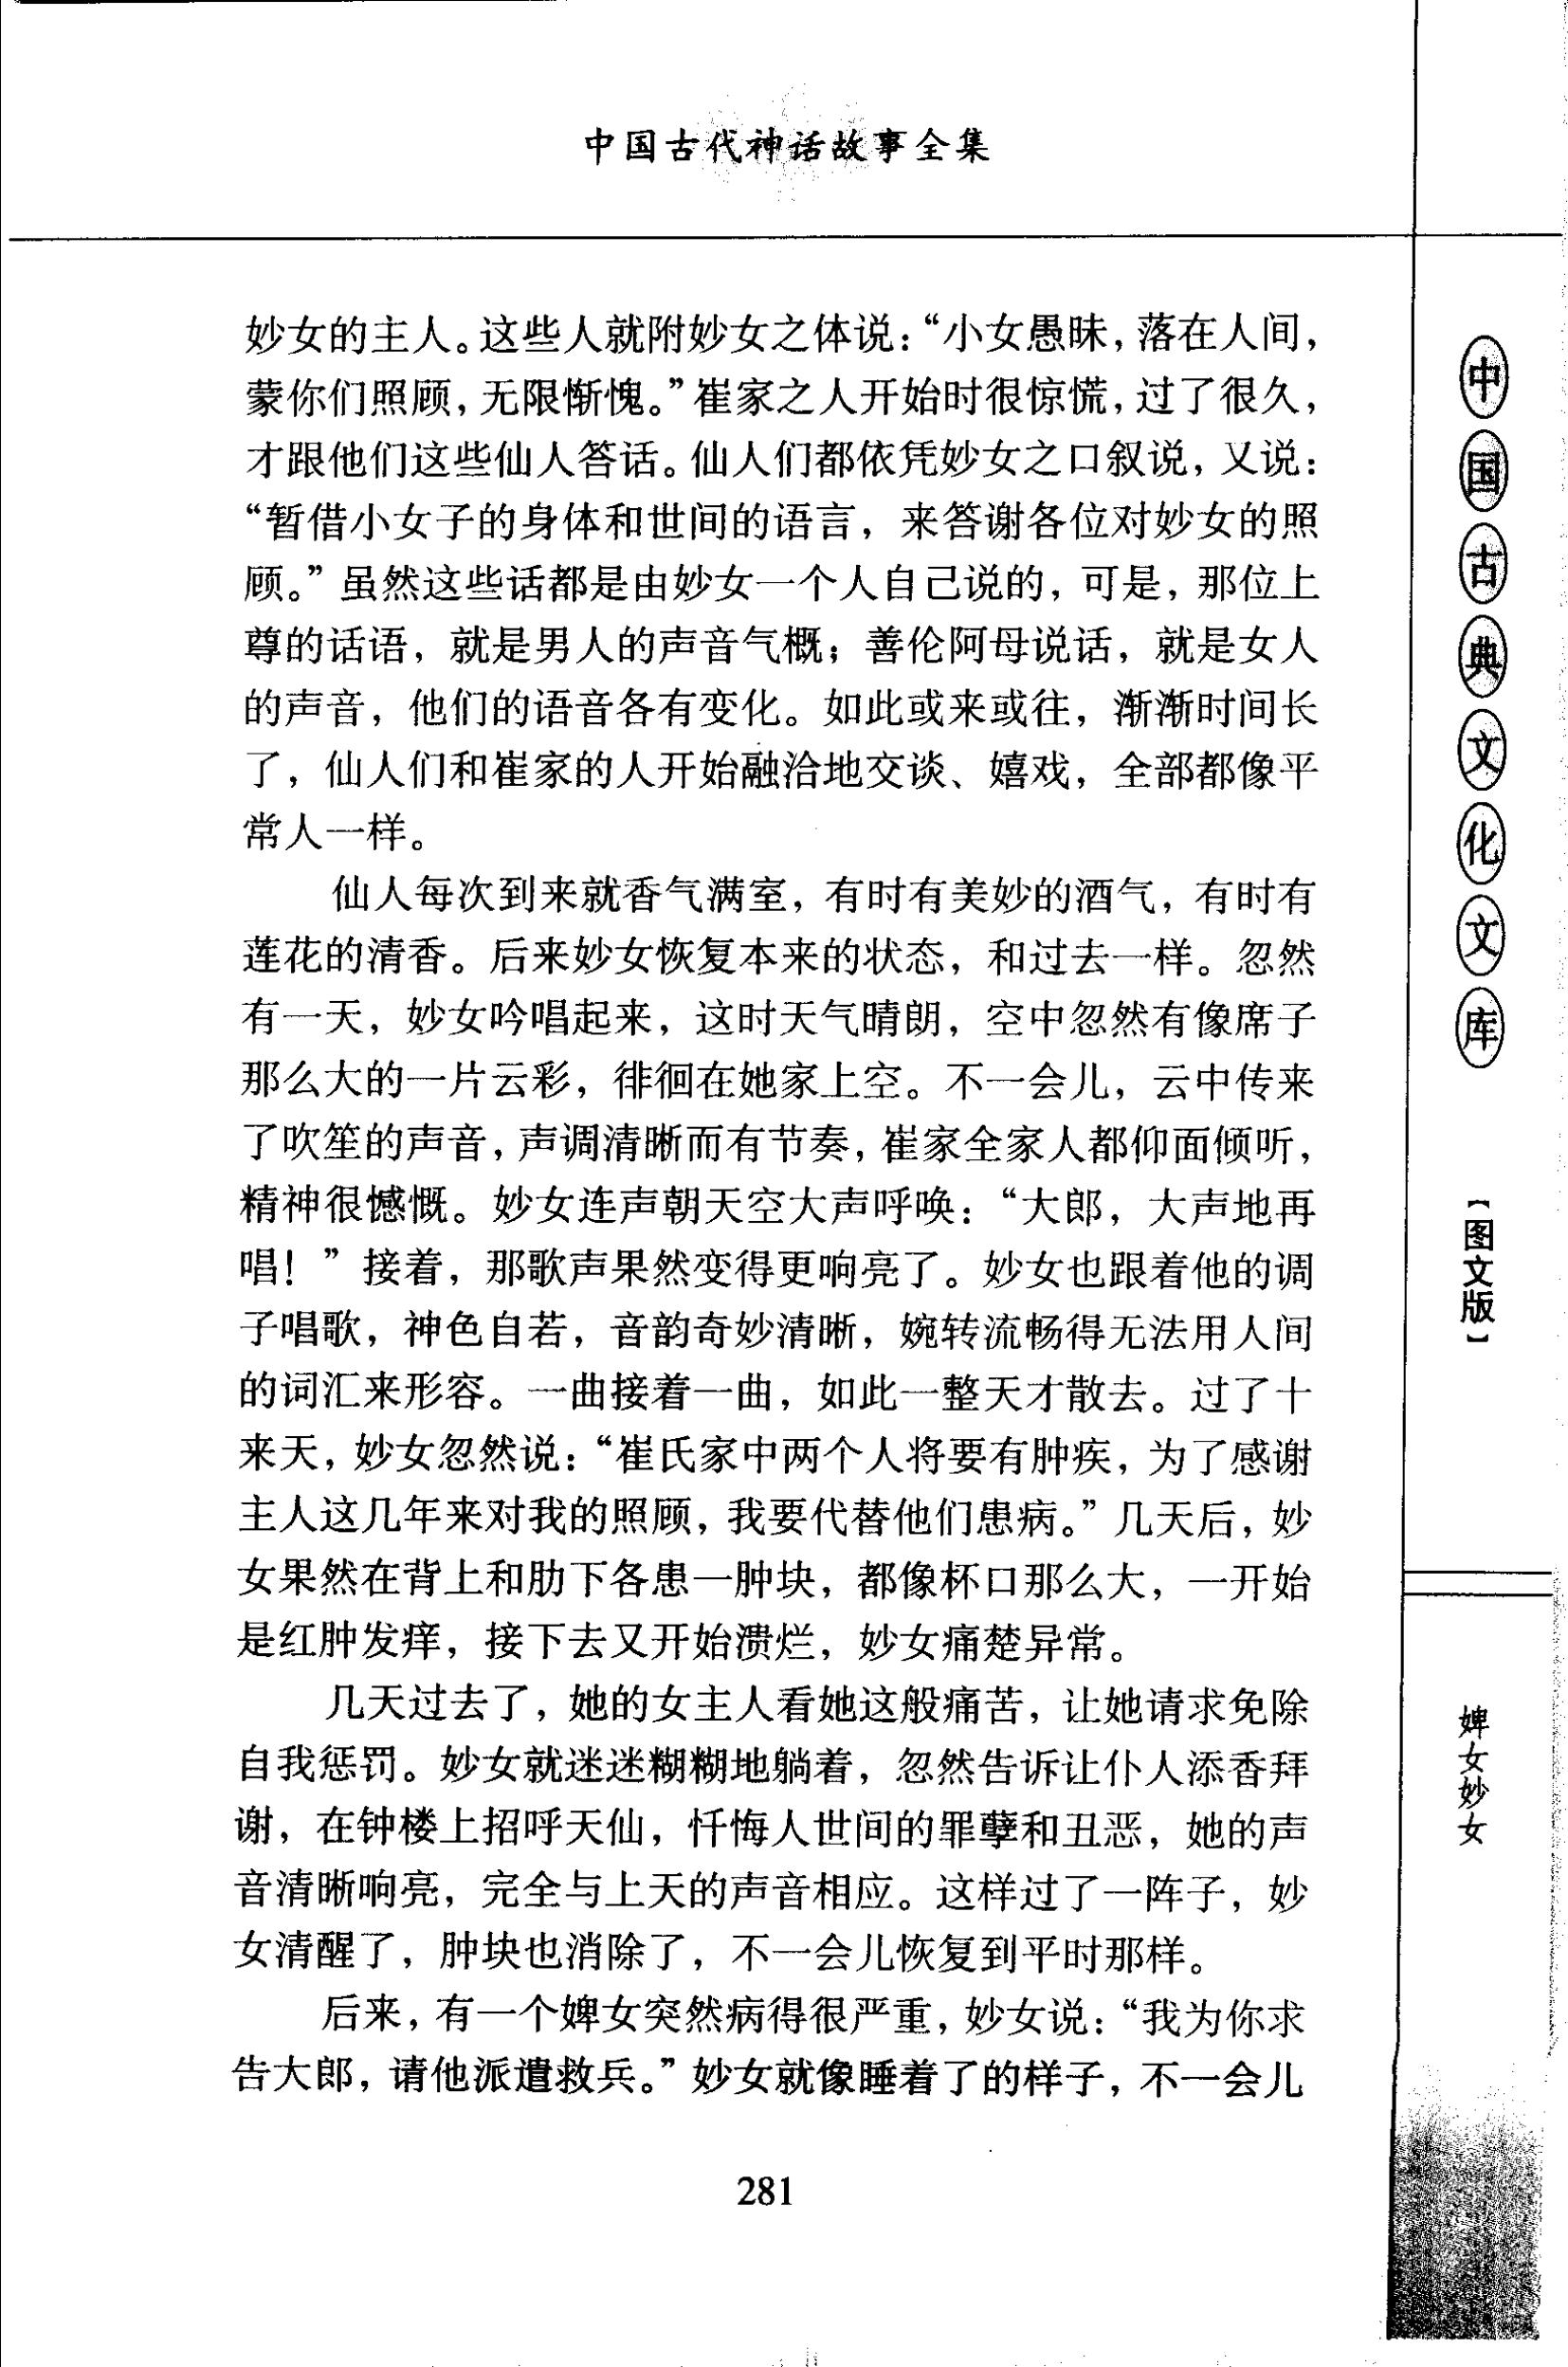 中国古代神话故事全集
妙女的主人。这些人就附妙女之体说：“小女愚昧，落在人间，
蒙你们照顾，无限惭愧。”崔家之人开始时很惊慌，过了很久，
才跟他们这些仙人答话。仙人们都依凭妙女之口叙说，又说：
“暂借小女子的身体和世间的语言，来答谢各位对妙女的照
顾。”虽然这些话都是由妙女一个人自己说的，可是，那位上
尊的话语，就是男人的声音气概；善伦阿母说话，就是女人
的声音，他们的语音各有变化。如此或来或往，渐渐时间长
了，仙人们和崔家的人开始融洽地交谈、嬉戏，全部都像平
常人一样。
仙人每次到来就香气满室，有时有美妙的酒气，有时有
莲花的清香。后来妙女恢复本来的状态，和过去一样。忽然
有一天，妙女吟唱起来，这时天气晴朗，空中忽然有像席子
那么大的一片云彩，徘徊在她家上空。不一会儿，云中传来
了吹笙的声音，声调清晰而有节奏，崔家全家人都仰面倾听，
精神很憾慨。妙女连声朝天空大声呼唤：“大郎，大声地再
唱！”接着，那歌声果然变得更响亮了。妙女也跟着他的调
子唱歌，神色自若，音韵奇妙清晰，婉转流畅得无法用人间
的词汇来形容。一曲接着一曲，如此一整天才散去。过了十
来天，妙女忽然说：“崔氏家中两个人将要有肿疾，为了感谢
主人这几年来对我的照顾，我要代替他们患病。”几天后，妙
女果然在背上和肋下各患一肿块，都像杯口那么大，一开始
是红肿发痒，接下去又开始溃烂，妙女痛楚异常。
几天过去了，她的女主人看她这般痛苦，让她请求免除
自我惩罚。妙女就迷迷糊糊地躺着，忽然告诉让仆人添香拜
谢，在钟楼上招呼天仙，忏悔人世间的罪孽和丑恶，她的声
音清晰响亮，完全与上天的声音相应。这样过了一阵子，妙
女清醒了，肿块也消除了，不一会儿恢复到平时那样。
后来，有一个婢女突然病得很严重，妙女说：“我为你求
告大郎，请他派遣救兵。”妙女就像睡着了的样子，不一会儿
281
中国古典文化文库
【图文版】
婢女妙女